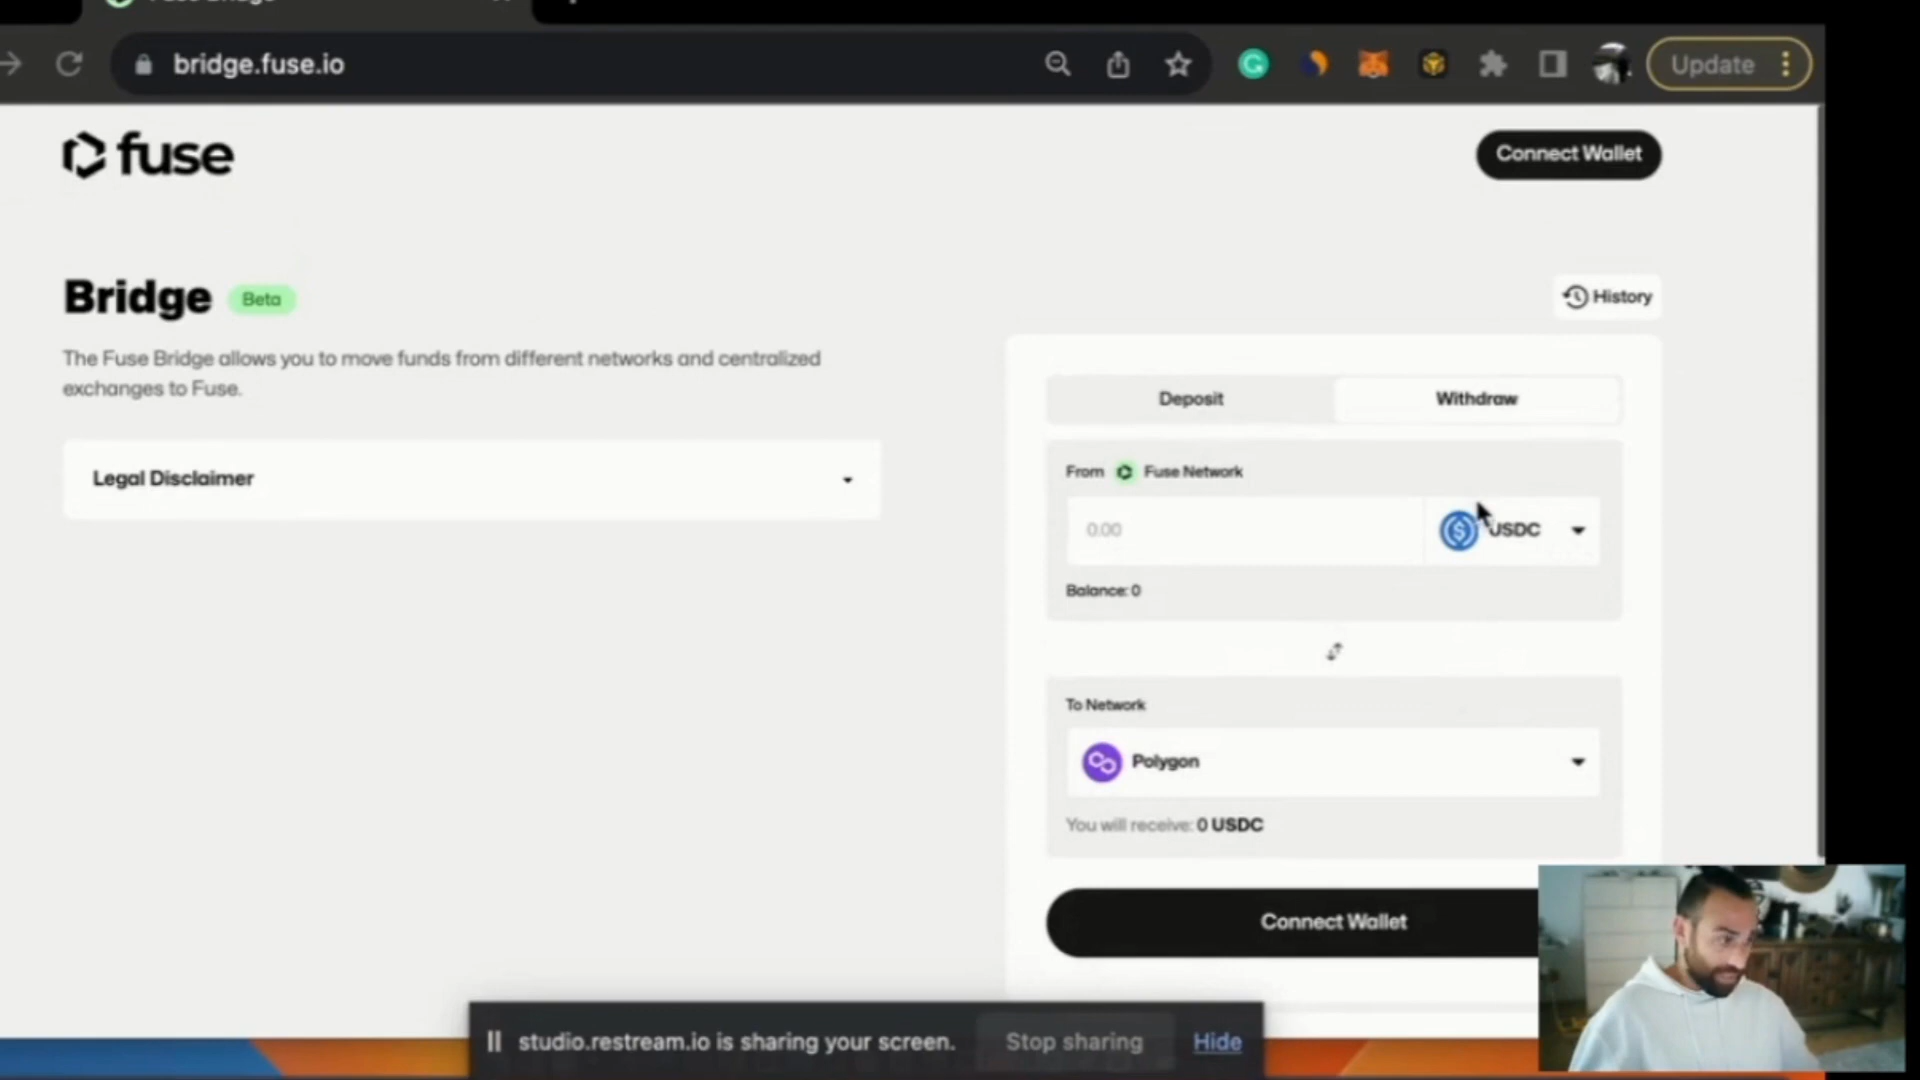 bridge.fuse.io
Update
fuse
Connect Wallet
Bridge
Beta
History
The Fuse Bridge allows you to move funds from different networks and centralized
exchanges to Fuse.
Legal Disclaimer
Deposit
Withdraw
From
Fuse Network
0.00
USDC
Balance: 0
To Network
Polygon
You will receive: 0 USDC
Connect Wallet
studio.restream.io is sharing your screen.
Stop sharing
Hide